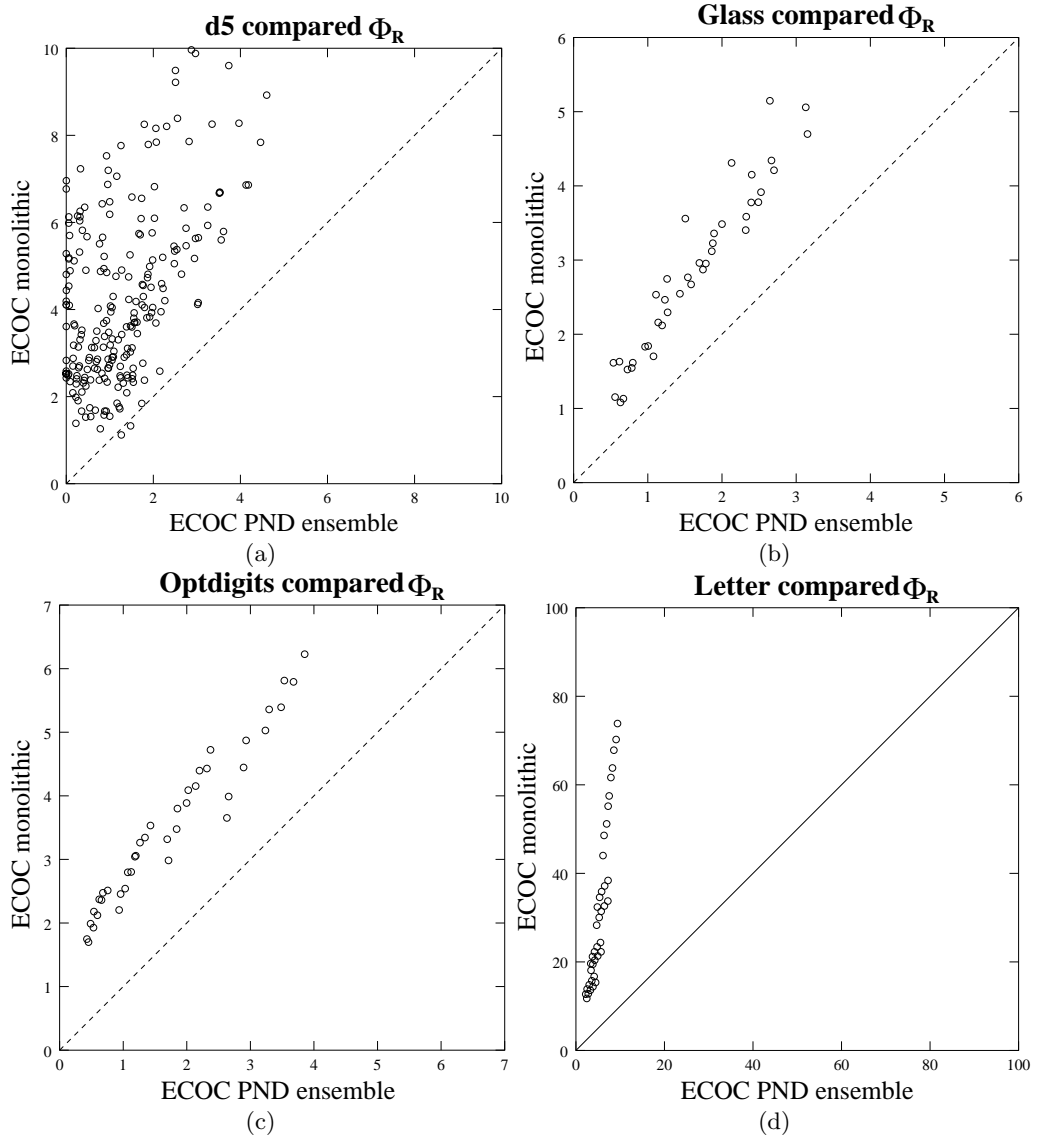 d5 compared Φ_R
10
8
6
4
2
0
ECOC monolithic
0 2 4 6 8 10
ECOC PND ensemble
(a)
Glass compared Φ_R
6
5
4
3
2
1
0
ECOC monolithic
0 1 2 3 4 5 6
ECOC PND ensemble
(b)
Optdigits compared Φ_R
7
6
5
4
3
2
1
0
ECOC monolithic
0 1 2 3 4 5 6 7
ECOC PND ensemble
(c)
Letter compared Φ_R
100
80
60
40
20
0
ECOC monolithic
0 20 40 60 80 100
ECOC PND ensemble
(d)